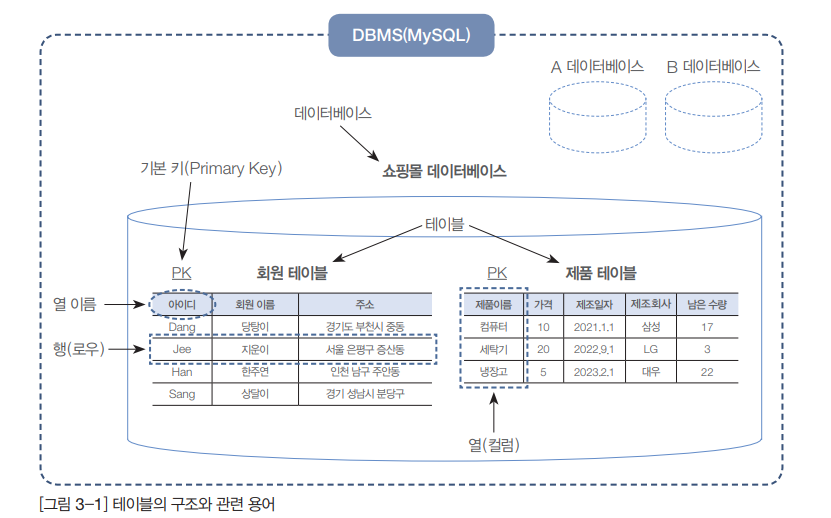 DBMS(MySQL)
A 데이터베이스
B 데이터베이스
데이터베이스
기본 키(Primary Key)
쇼핑몰 데이터베이스
테이블
PK
회원 테이블
PK
제품 테이블
열 이름
아이디 회원 이름 주소
Dang 당탕이 경기도 부천시 중동
행(로우)
Jee 지운이 서울 은평구 증산동
Han 한주연 인천 남구 주안동
Sang 상달이 경기 성남시 분당구
제품이름 가격 제조일자 제조회사 남은 수량
컴퓨터 10 2021.1.1 삼성 17
세탁기 20 2022.9.1 LG 3
냉장고 5 2023.2.1 대우 22
열(컬럼)
[그림 3-1] 테이블의 구조와 관련 용어